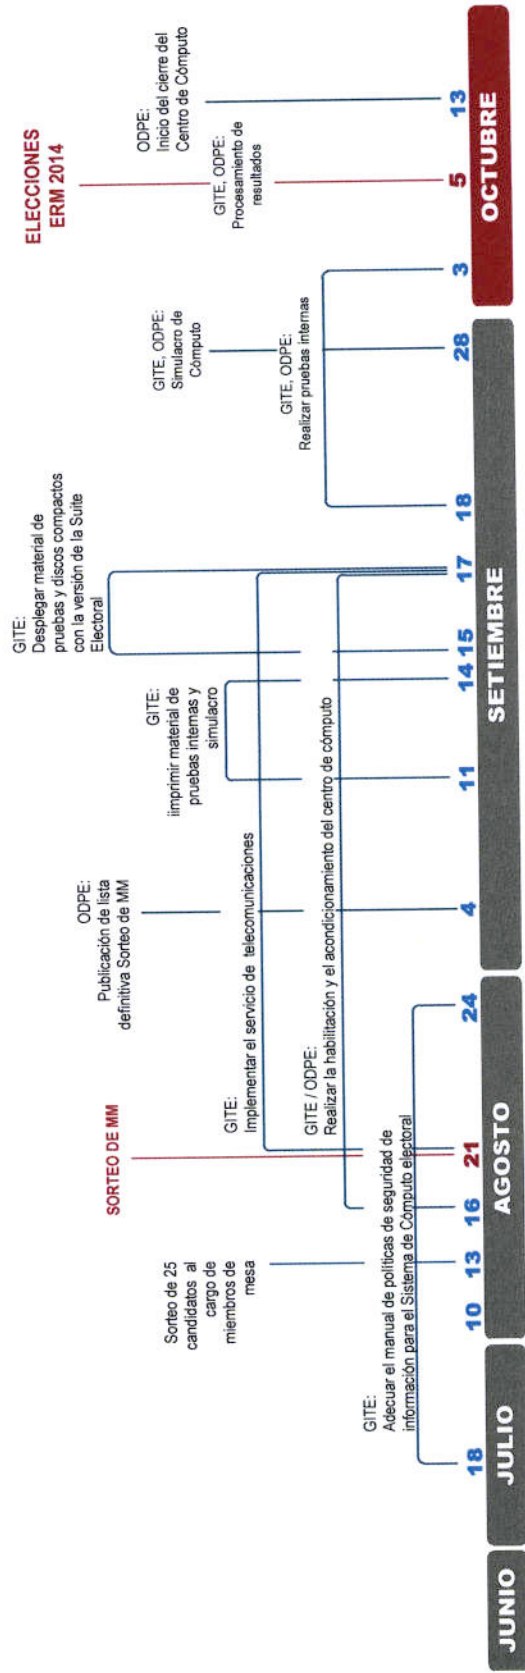 ELECCIONES
ERM 2014
ODPE:
Inicio del cierre del
Centro de Cómputo
GITE, ODPE:
Procesamiento de
resultados
GITE, ODPE:
Simulacro de
Cómputo
GITE, ODPE:
Realizar pruebas internas
GITE:
Desplegar material de
pruebas y discos compactos
con la versión de la Suite
Electoral
GITE:
iimprimir material de
pruebas internas y
simulacro
ODPE:
Publicación de lista
definitiva Sorteo de MM
GITE:
Implementar el servicio de telecomunicaciones
GITE / ODPE:
Realizar la habilitación y el acondicionamiento del centro de cómputo
SORTEO DE MM
Sorteo de 25
candidatos al
cargo de
miembros de
mesa
GITE:
Adecuar el manual de políticas de seguridad de
información para el Sistema de Cómputo electoral
18 10 13 16 21 24 4 11 14 15 17 18 28 3 5 13
JUNIO JULIO AGOSTO SETIEMBRE OCTUBRE